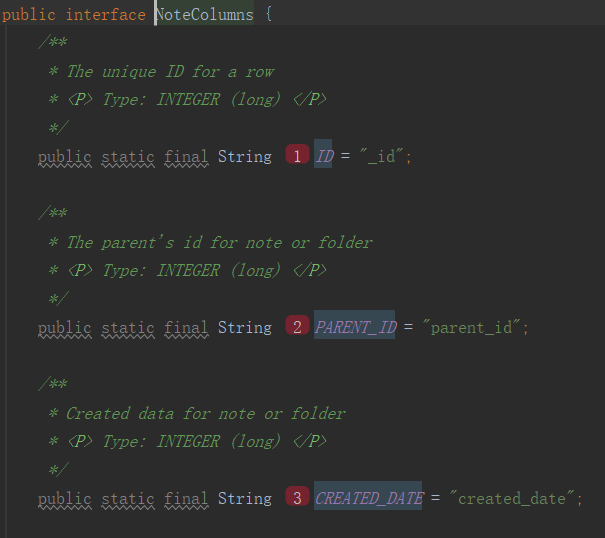 public interface NoteColumns {
/**
* The unique ID for a row
* <P> Type: INTEGER (long) </P>
*/
public static final String 1 ID = "_id";
/**
* The parent's id for note or folder
* <P> Type: INTEGER (long) </P>
*/
public static final String 2 PARENT_ID = "parent_id";
/**
* Created data for note or folder
* <P> Type: INTEGER (long) </P>
*/
public static final String 3 CREATED_DATE = "created_date";